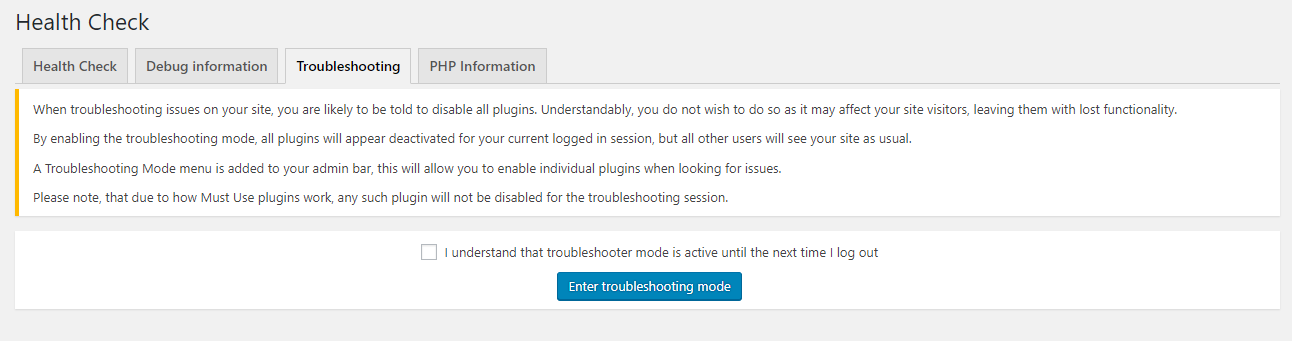 Health Check
Health Check
Debug information
Troubleshooting
PHP Information
When troubleshooting issues on your site, you are likely to be told to disable all plugins. Understandably, you do not wish to do so as it may affect your site visitors, leaving them with lost functionality.
By enabling the troubleshooting mode, all plugins will appear deactivated for your current logged in session, but all other users will see your site as usual.
A Troubleshooting Mode menu is added to your admin bar, this will allow you to enable individual plugins when looking for issues.
Please note, that due to how Must Use plugins work, any such plugin will not be disabled for the troubleshooting session.
I understand that troubleshooter mode is active until the next time I log out
Enter troubleshooting mode